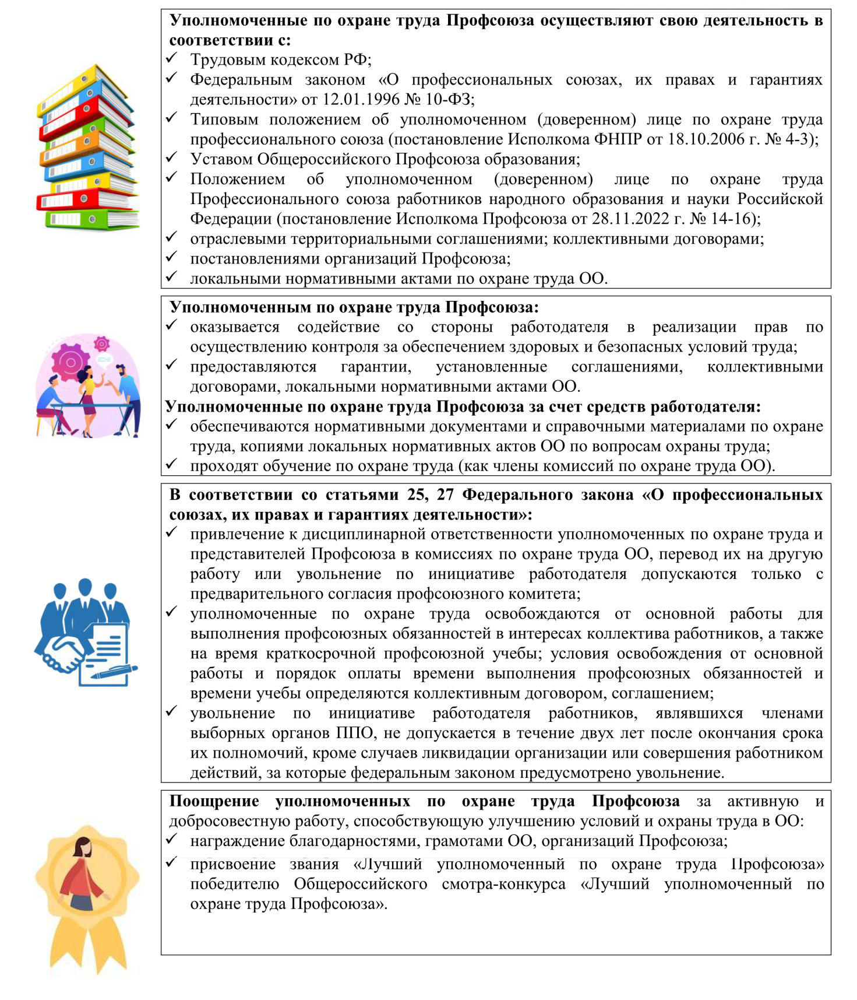 Уполномоченные по охране труда Профсоюза осуществляют свою деятельность в
соответствии с:
✓ Трудовым кодексом РФ;
✓ Федеральным законом «О профессиональных союзах, их правах и гарантиях
деятельности» от 12.01.1996 № 10-ФЗ;
✓ Типовым положением об уполномоченном (доверенном) лице по охране труда
профессионального союза (постановление Исполкома ФНПР от 18.10.2006 г. № 4-3);
✓ Уставом Общероссийского Профсоюза образования;
✓ Положением об уполномоченном (доверенном) лице по охране труда
Профессионального союза работников народного образования и науки Российской
Федерации (постановление Исполкома Профсоюза от 28.11.2022 г. № 14-16);
✓ отраслевыми территориальными соглашениями; коллективными договорами;
✓ постановлениями организаций Профсоюза;
✓ локальными нормативными актами по охране труда ОО.
Уполномоченным по охране труда Профсоюза:
✓ оказывается содействие со стороны работодателя в реализации прав по
осуществлению контроля за обеспечением здоровых и безопасных условий труда;
✓ предоставляются гарантии, установленные соглашениями, коллективными
договорами, локальными нормативными актами ОО.
Уполномоченные по охране труда Профсоюза за счет средств работодателя:
✓ обеспечиваются нормативными документами и справочными материалами по охране
труда, копиями локальных нормативных актов ОО по вопросам охраны труда;
✓ проходят обучение по охране труда (как члены комиссий по охране труда ОО).
В соответствии со статьями 25, 27 Федерального закона «О профессиональных
союзах, их правах и гарантиях деятельности»:
✓ привлечение к дисциплинарной ответственности уполномоченных по охране труда и
представителей Профсоюза в комиссиях по охране труда ОО, перевод их на другую
работу или увольнение по инициативе работодателя допускаются только с
предварительного согласия профсоюзного комитета;
✓ уполномоченные по охране труда освобождаются от основной работы для
выполнения профсоюзных обязанностей в интересах коллектива работников, а также
на время краткосрочной профсоюзной учебы; условия освобождения от основной
работы и порядок оплаты времени выполнения профсоюзных обязанностей и
времени учебы определяются коллективным договором, соглашением;
✓ увольнение по инициативе работодателя работников, являвшихся членами
выборных органов ППО, не допускается в течение двух лет после окончания срока
их полномочий, кроме случаев ликвидации организации или совершения работником
действий, за которые федеральным законом предусмотрено увольнение.
Поощрение уполномоченных по охране труда Профсоюза за активную и
добросовестную работу, способствующую улучшению условий и охраны труда в ОО:
✓ награждение благодарностями, грамотами ОО, организаций Профсоюза;
✓ присвоение звания «Лучший уполномоченный по охране труда Профсоюза»
победителю Общероссийского смотра-конкурса «Лучший уполномоченный по
охране труда Профсоюза».